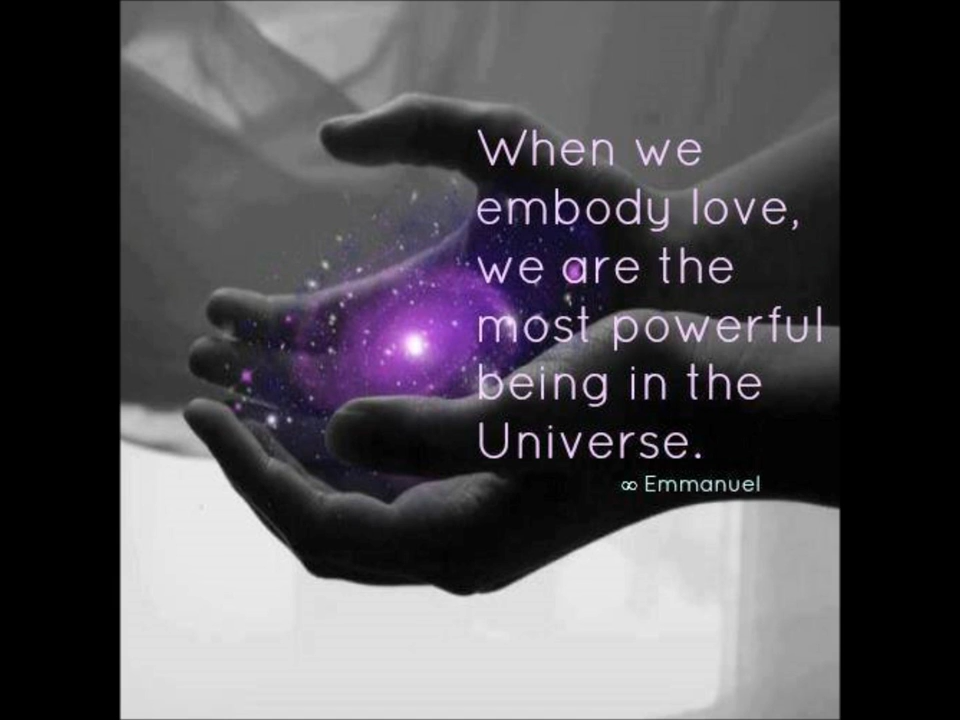 When we
embody love,
we are the
most powerful
being in the
Universe.
∞ Emmanuel